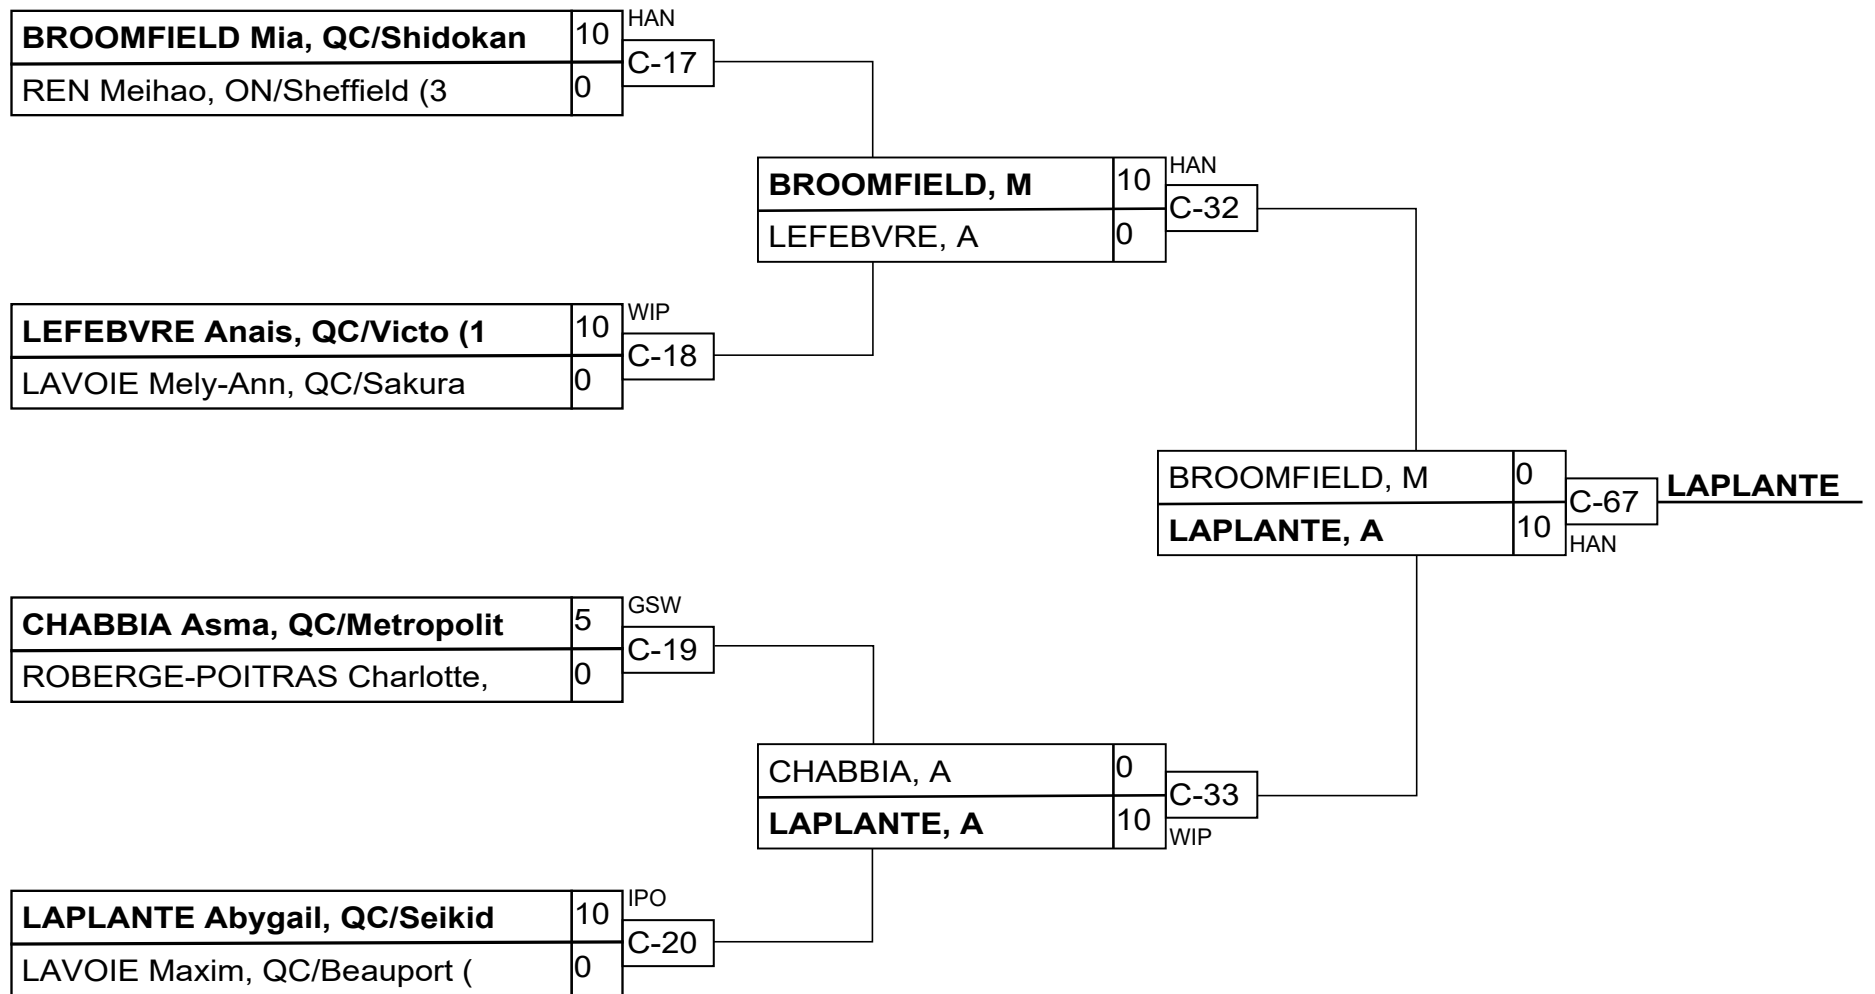 BROOMFIELD Mia, QC/Shidokan 10 HAN
C-17
REN Meihao, ON/Sheffield (3 0
BROOMFIELD, M 10 HAN
C-32
LEFEBVRE, A 0
LEFEBVRE Anais, QC/Victo (1 10 WIP
C-18
LAVOIE Mely-Ann, QC/Sakura 0
BROOMFIELD, M 0
C-67 LAPLANTE
LAPLANTE, A 10 HAN
CHABBIA Asma, QC/Metropolit 5 GSW
C-19
ROBERGE-POITRAS Charlotte, 0
CHABBIA, A 0
C-33
LAPLANTE, A 10 WIP
LAPLANTE Abygail, QC/Seikid 10 IPO
C-20
LAVOIE Maxim, QC/Beauport ( 0